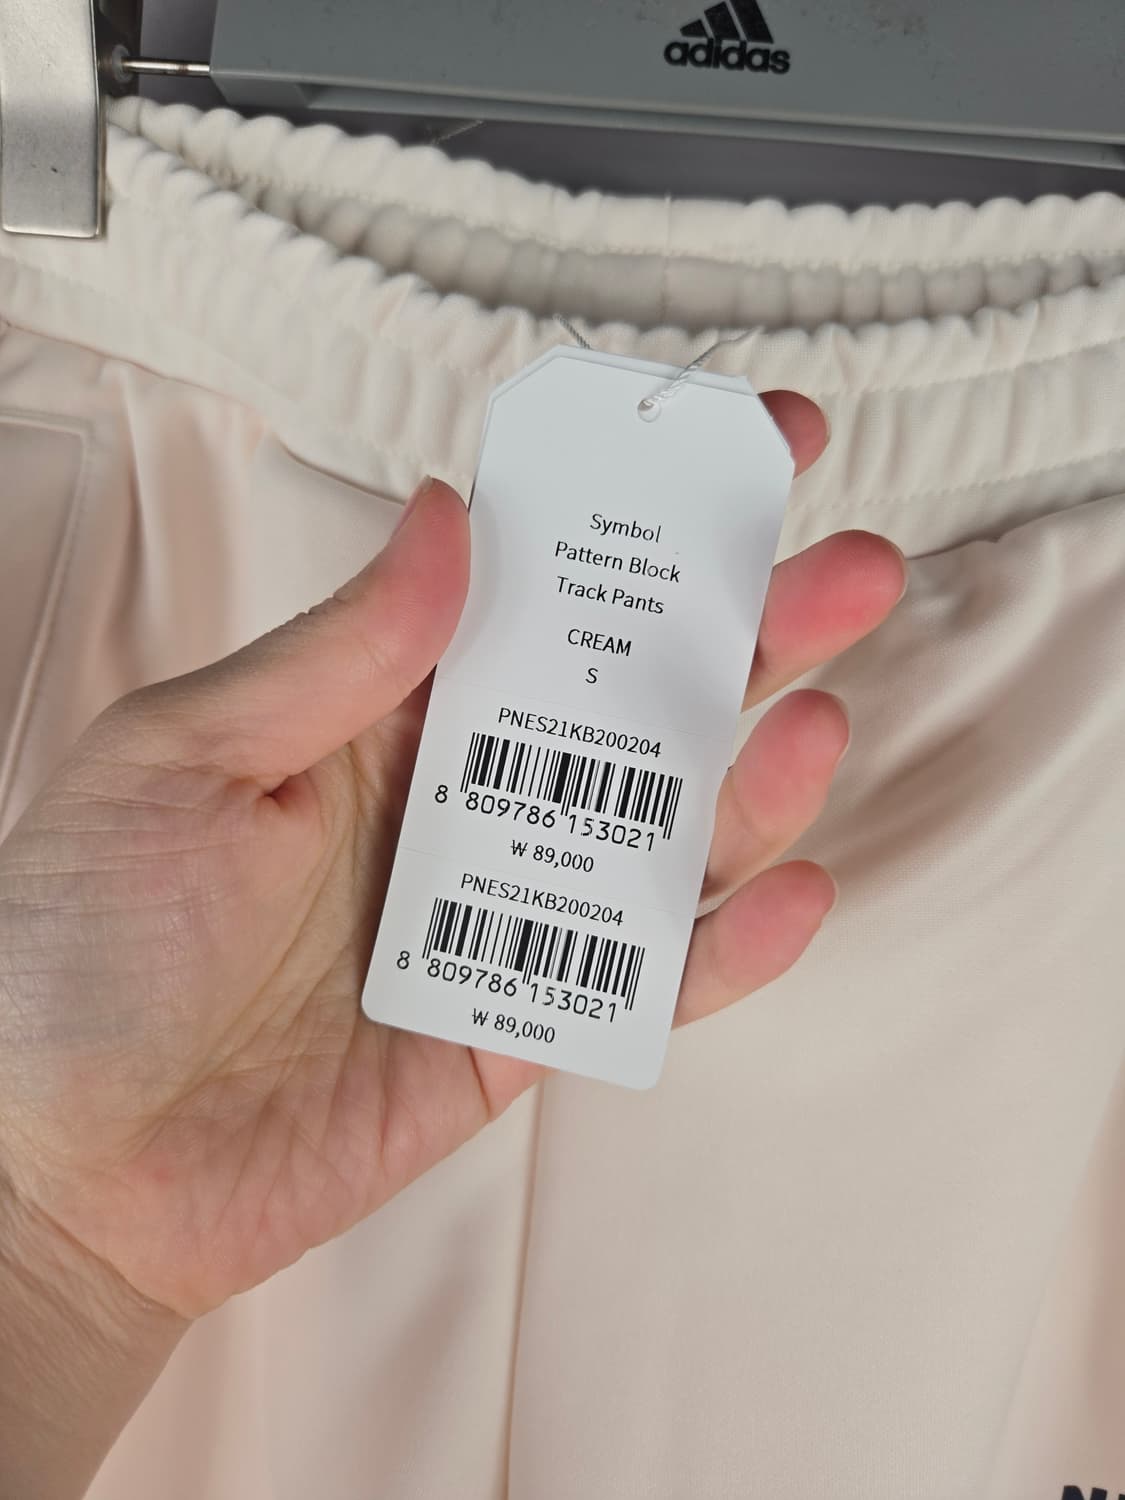 adidas
Symbol
Pattern Block
Track Pants
CREAM
S
PNES21KB200204
8 809786 153021
₩ 89,000
PNES21KB200204
8 809786 153021
₩ 89,000